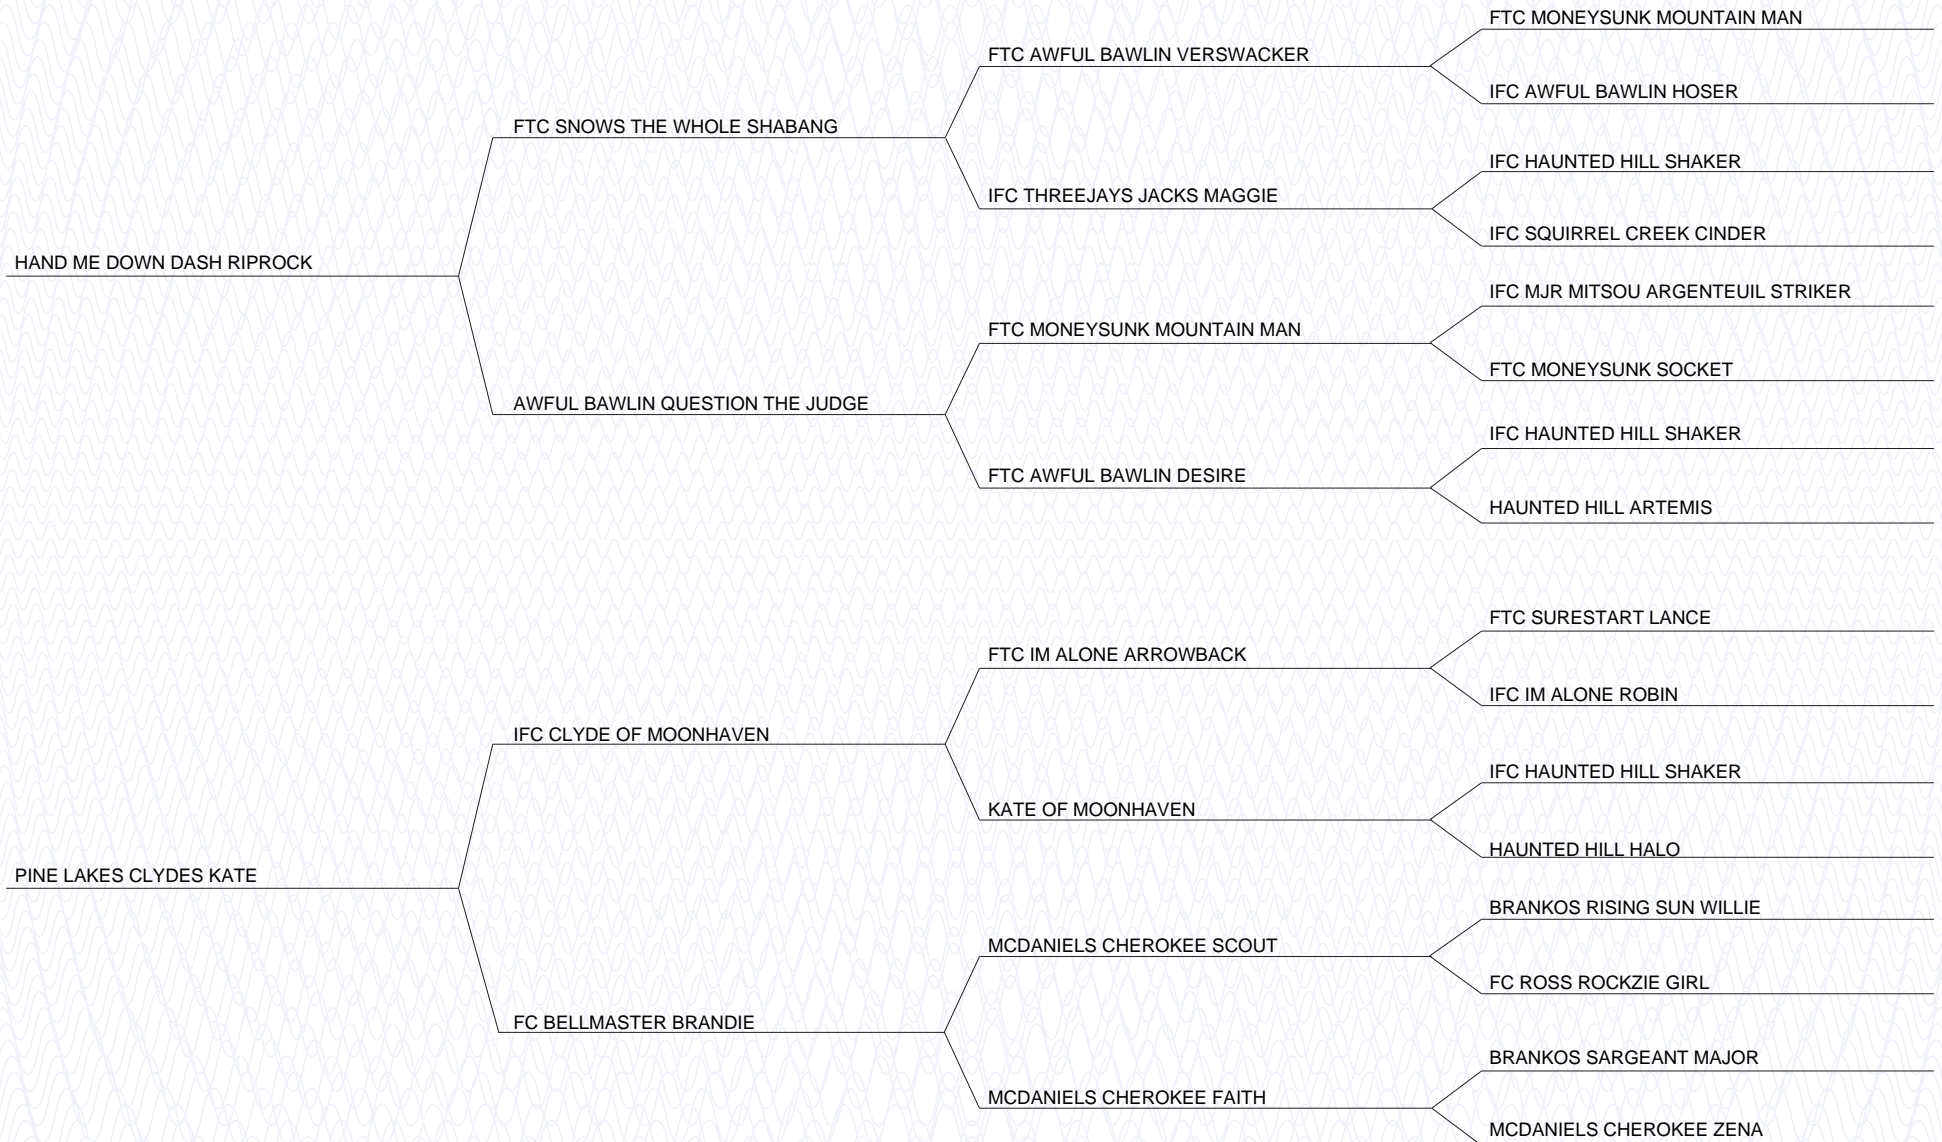 FTC MONEYSUNK MOUNTAIN MAN
FTC AWFUL BAWLIN VERSWACKER
IFC AWFUL BAWLIN HOSER
FTC SNOWS THE WHOLE SHABANG
IFC HAUNTED HILL SHAKER
IFC THREEJAYS JACKS MAGGIE
IFC SQUIRREL CREEK CINDER
HAND ME DOWN DASH RIPROCK
IFC MJR MITSOU ARGENTEUIL STRIKER
FTC MONEYSUNK MOUNTAIN MAN
FTC MONEYSUNK SOCKET
AWFUL BAWLIN QUESTION THE JUDGE
IFC HAUNTED HILL SHAKER
FTC AWFUL BAWLIN DESIRE
HAUNTED HILL ARTEMIS
FTC SURESTART LANCE
FTC IM ALONE ARROWBACK
IFC IM ALONE ROBIN
IFC CLYDE OF MOONHAVEN
IFC HAUNTED HILL SHAKER
KATE OF MOONHAVEN
HAUNTED HILL HALO
PINE LAKES CLYDES KATE
BRANKOS RISING SUN WILLIE
MCDANIELS CHEROKEE SCOUT
FC ROSS ROCKZIE GIRL
FC BELLMASTER BRANDIE
BRANKOS SARGEANT MAJOR
MCDANIELS CHEROKEE FAITH
MCDANIELS CHEROKEE ZENA